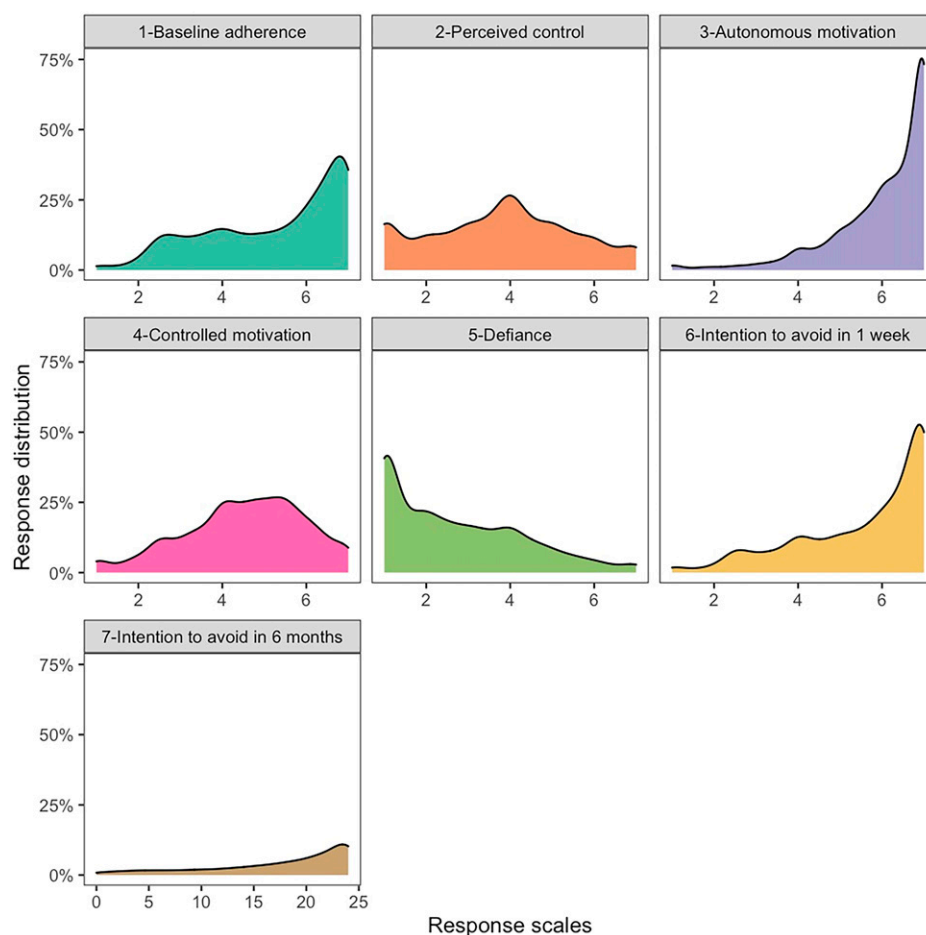 1-Baseline adherence
2-Perceived control
3-Autonomous motivation
75%
50%
25%
0%
2 4 6
2 4 6
2 4 6
4-Controlled motivation
5-Defiance
6-Intention to avoid in 1 week
75%
50%
25%
0%
2 4 6
2 4 6
2 4 6
Response distribution
7-Intention to avoid in 6 months
75%
50%
25%
0%
0 5 10 15 20 25
Response scales